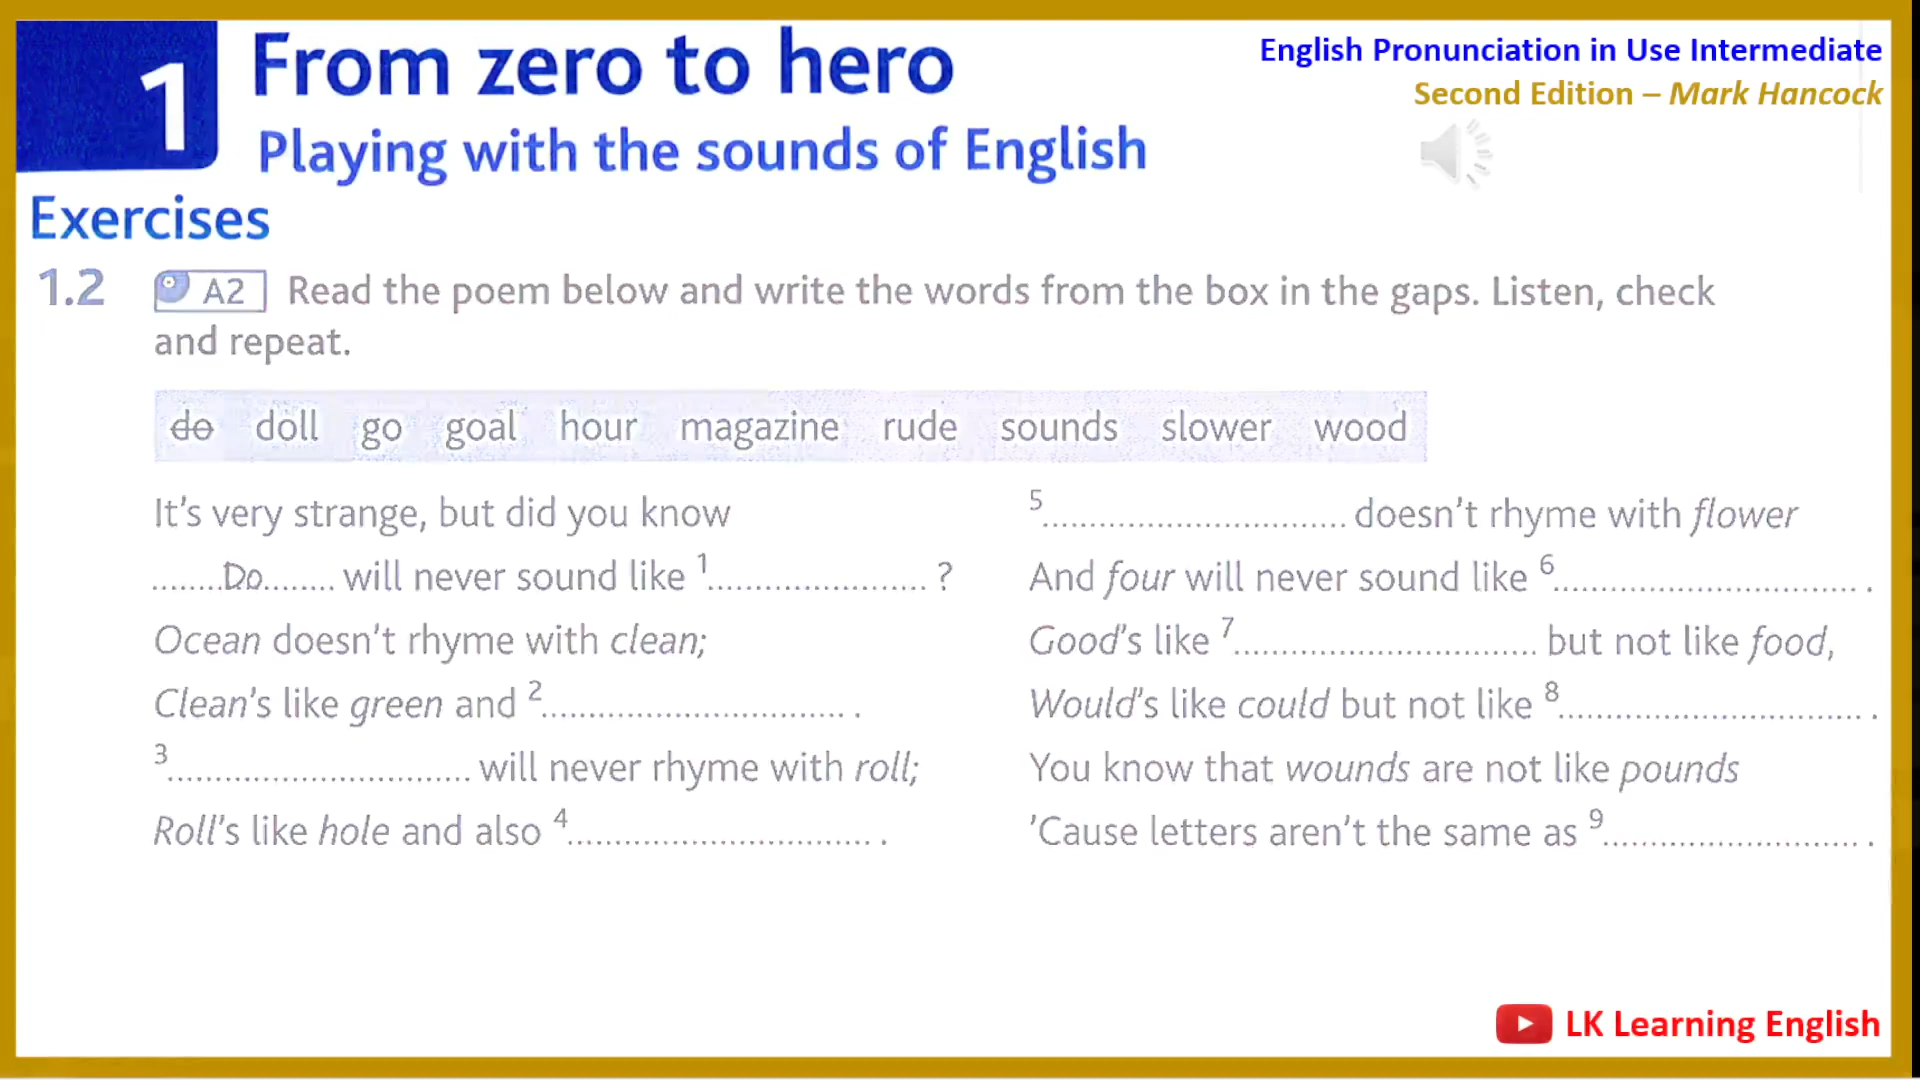 1
From zero to hero
Playing with the sounds of English
English Pronunciation in Use Intermediate
Second Edition – Mark Hancock
Exercises
1.2 A2 Read the poem below and write the words from the box in the gaps. Listen, check
and repeat.
do doll go goal hour magazine rude sounds slower wood
It's very strange, but did you know
........Do........ will never sound like 1........................... ?
Ocean doesn't rhyme with clean;
Clean's like green and 2...................................... .
3...................................... will never rhyme with roll;
Roll's like hole and also 4...................................... .
5...................................... doesn't rhyme with flower
And four will never sound like 6...................................... .
Good's like 7...................................... but not like food,
Would's like could but not like 8...................................... .
You know that wounds are not like pounds
'Cause letters aren't the same as 9................................ .
LK Learning English